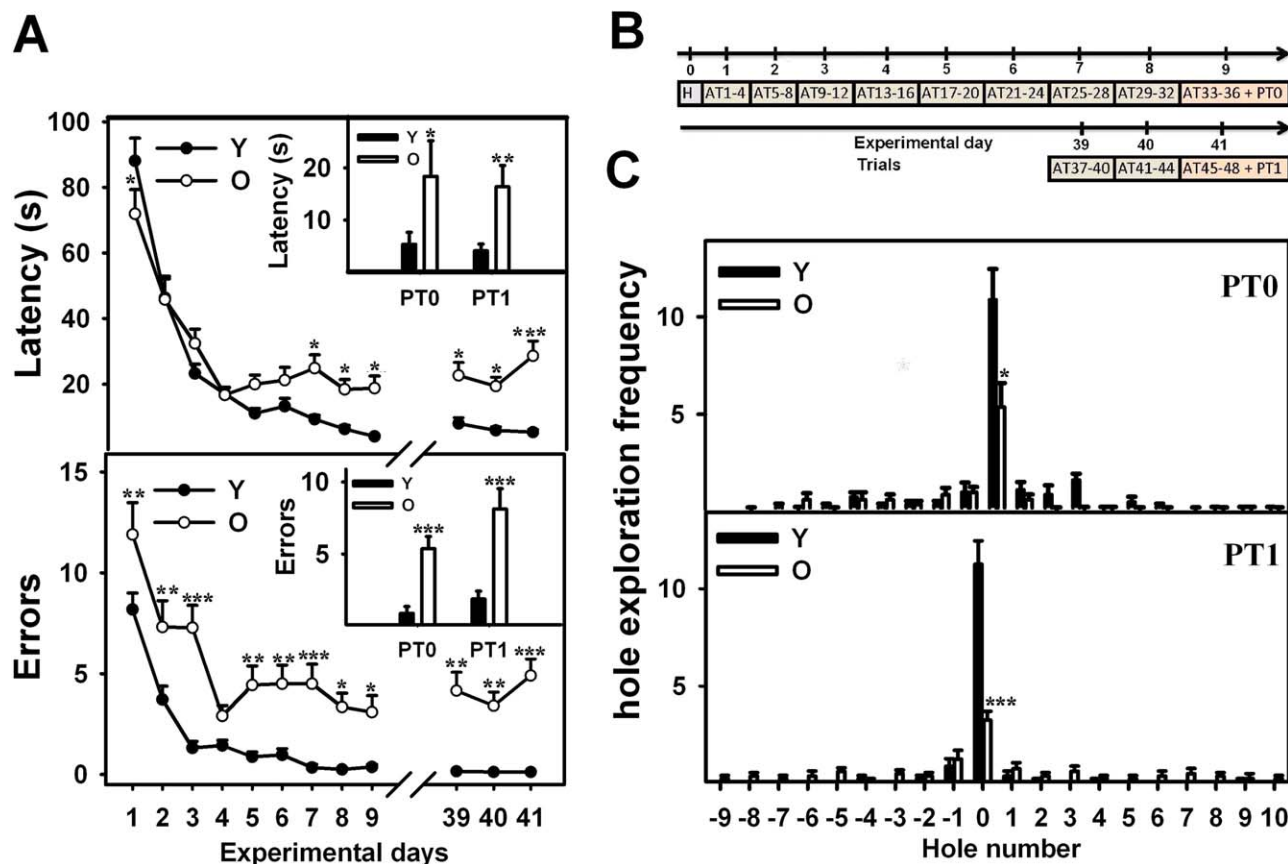 A
100
80
60
40
20
Latency (s)
Y
O
*
* * * * * ***
Latency (s)
20
10
Y
O
* **
PT0 PT1
15
10
5
0
Errors
Y
O
** ** *** ** ** *** * * ** ** ***
Errors
10
5
Y
O
*** ***
PT0 PT1
1 2 3 4 5 6 7 8 9 39 40 41
Experimental days
B
0 1 2 3 4 5 6 7 8 9
H AT1-4 AT5-8 AT9-12 AT13-16 AT17-20 AT21-24 AT25-28 AT29-32 AT33-36 + PT0
Experimental day 39 40 41
Trials AT37-40 AT41-44 AT45-48 + PT1
C
hole exploration frequency
Y
O
PT0
10
5
*
*
Y
O
PT1
10
5
***
-9 -8 -7 -6 -5 -4 -3 -2 -1 0 1 2 3 4 5 6 7 8 9 10
Hole number